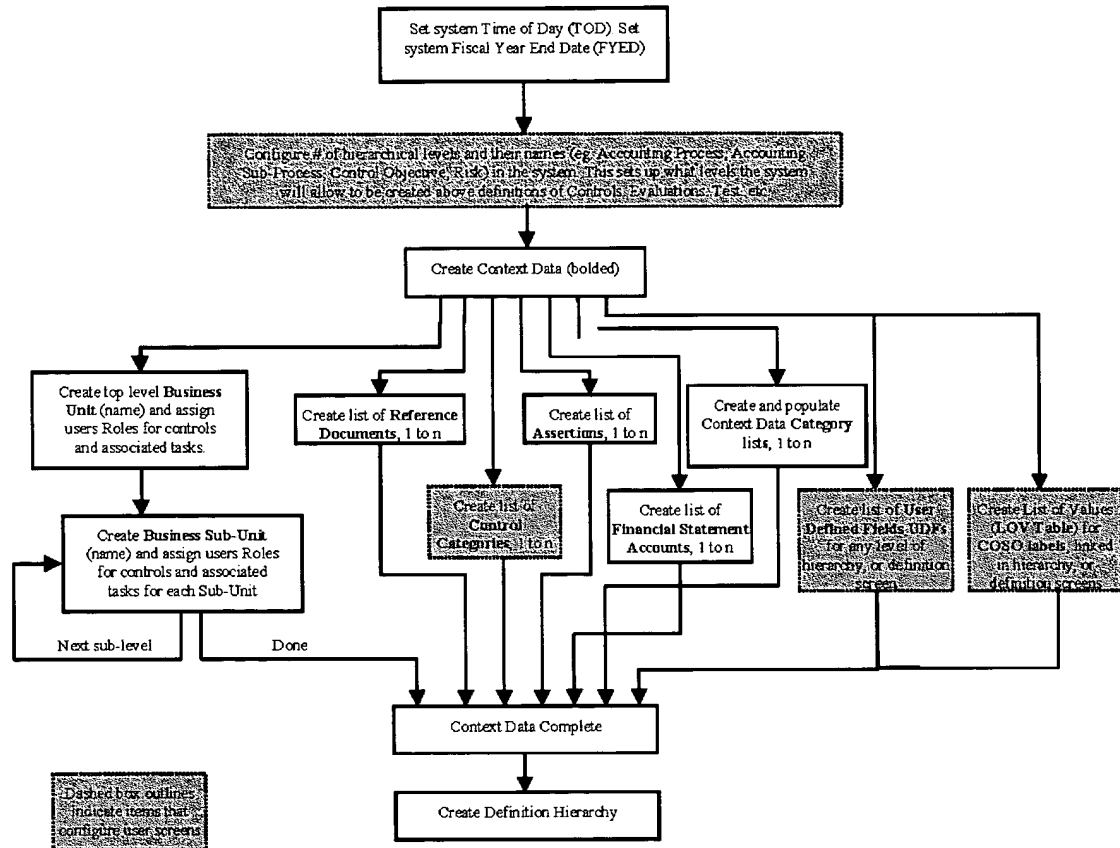 Set system Time of Day (TOD). Set
system Fiscal Year End Date (FYED)
Configure # of hierarchical levels and their names (eg. Accounting Process, Accounting
Sub-Process, Control Objective, Risk) in the system. This sets up what levels the system
will allow to be created above definitions of Controls, Evaluations, Test, etc
Create Context Data (bolded)
Create top level Business
Unit (name) and assign
users Roles for controls
and associated tasks.
Create list of Reference
Documents, 1 to n
Create list of
Assertions, 1 to n
Create and populate
Context Data Category
lists, 1 to n
Create list of
Control
Categories, 1 to n
Create list of
Financial Statement
Accounts, 1 to n
Create list of User
Defined Fields UDFs
for any level of
hierarchy, or definition
screen
Create List of Values
(LOV Table) for
COSO labels, linked
in hierarchy, or
definition screens
Create Business Sub-Unit
(name) and assign users Roles
for controls and associated
tasks for each Sub-Unit
Next sub-level
Done
Context Data Complete
Create Definition Hierarchy
Dashed box outlines
indicate items that
configure user screens